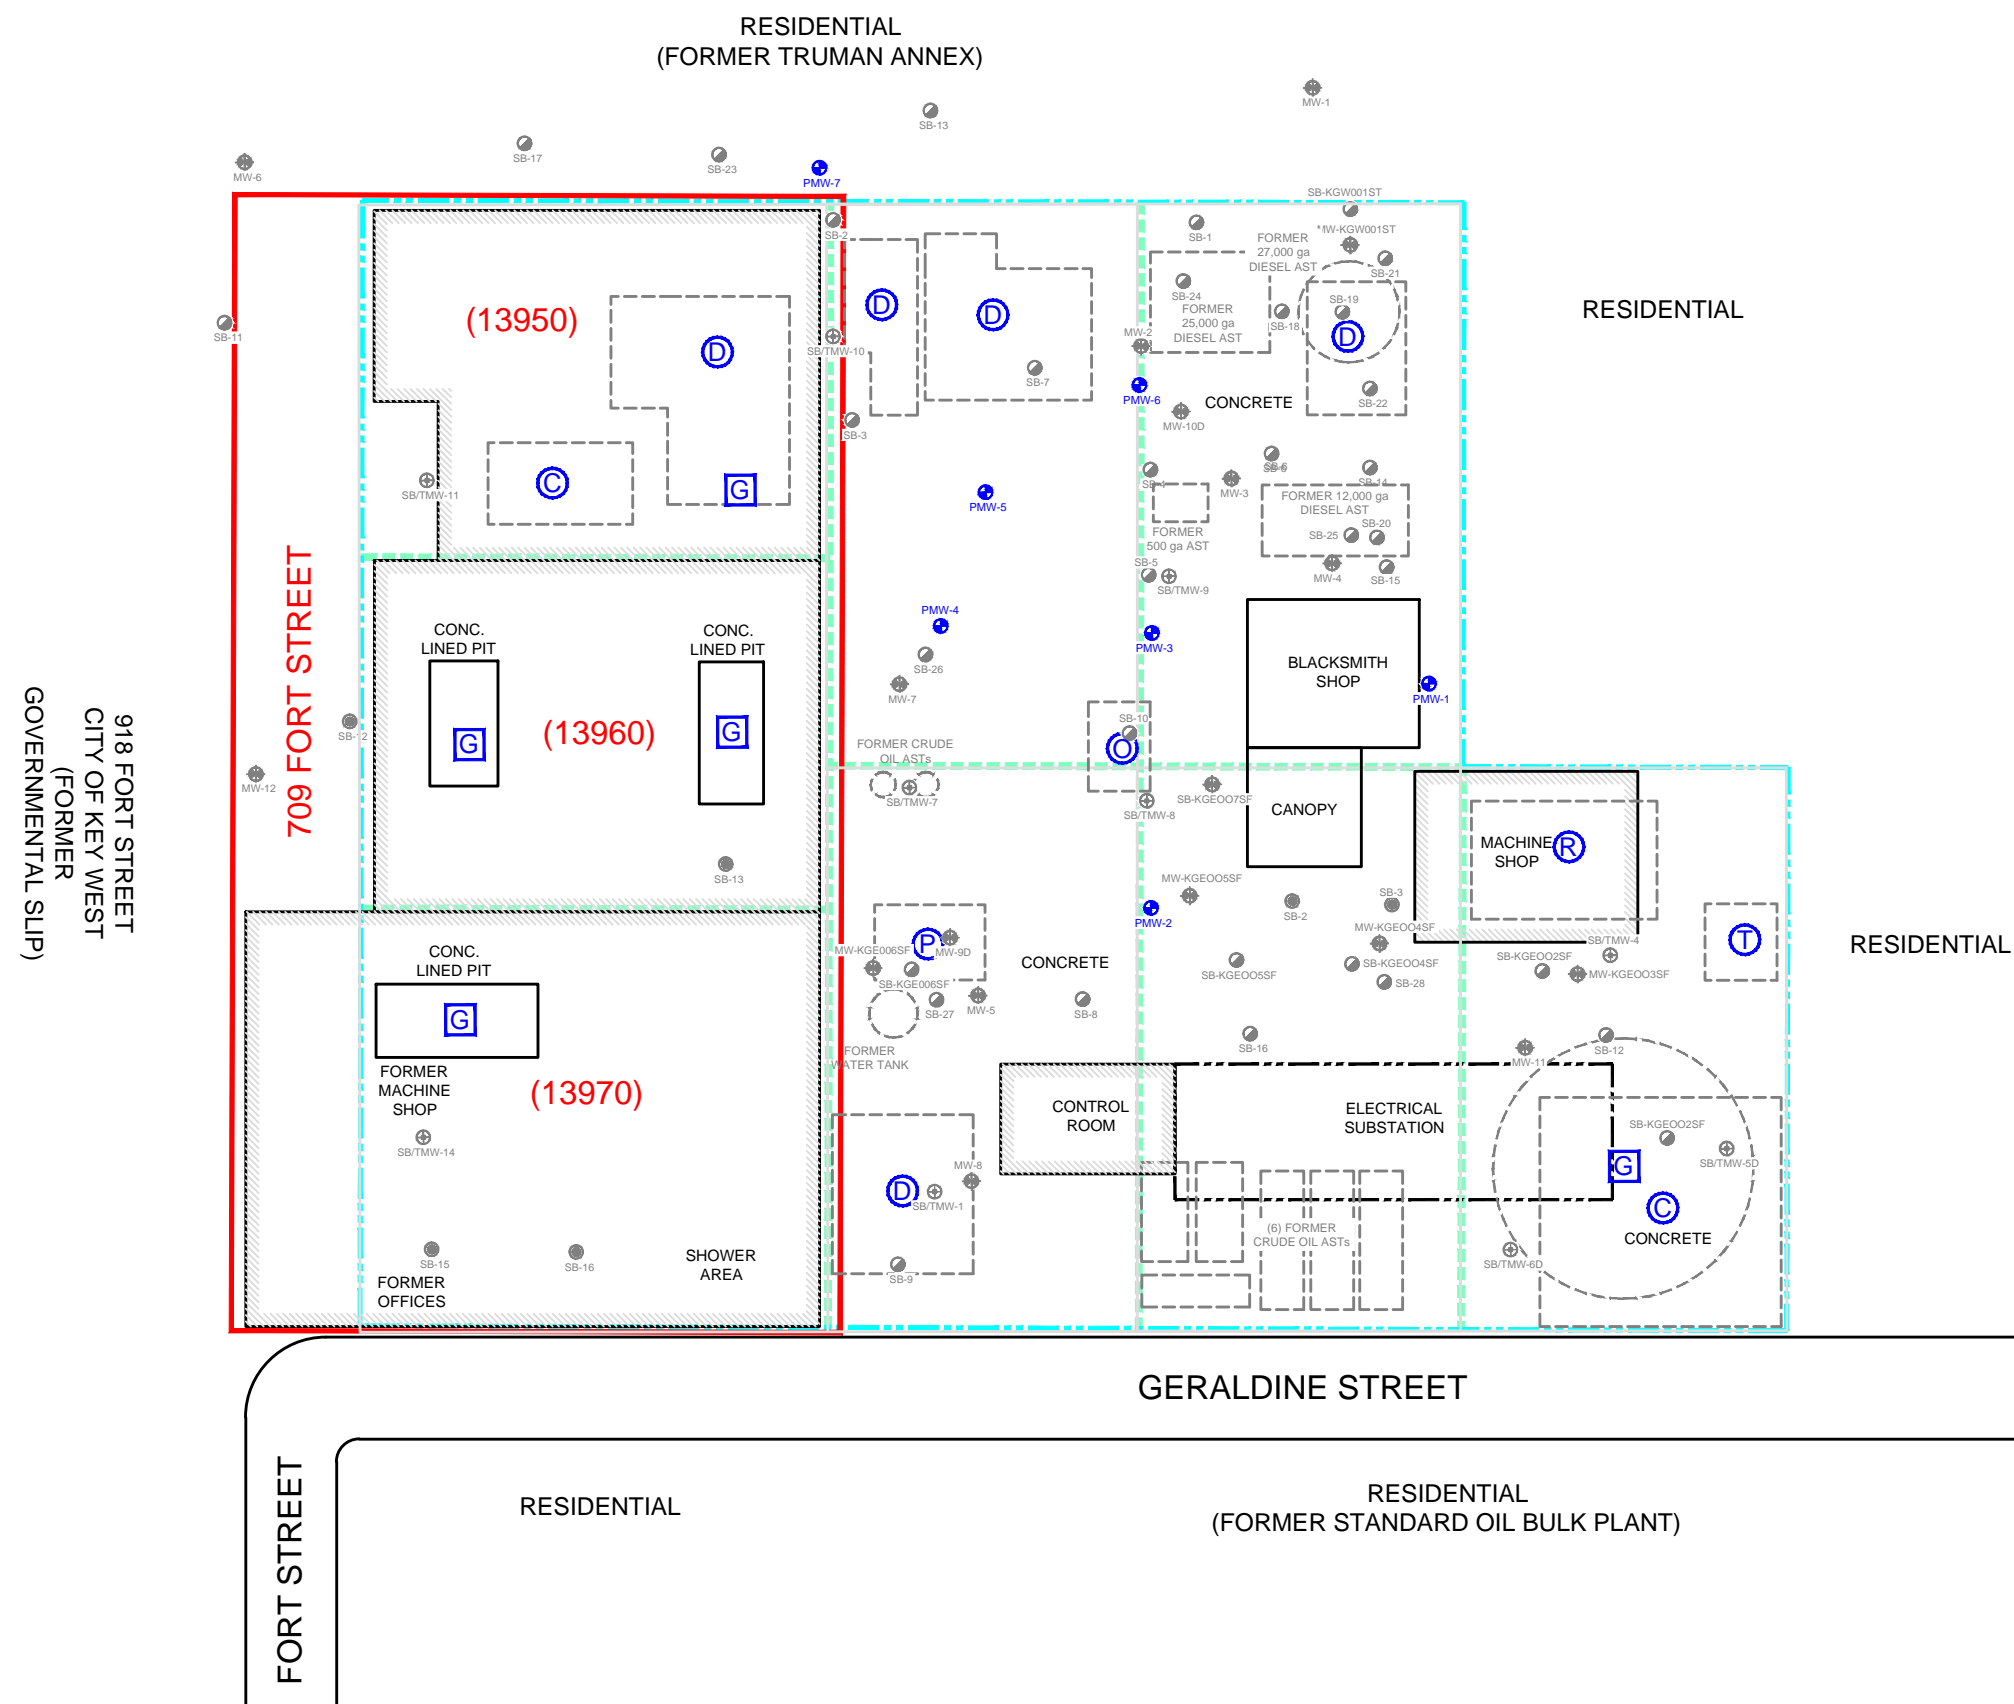 RESIDENTIAL
(FORMER TRUMAN ANNEX)
MW-1
SB-13
SB-17
SB-23
MW-6
PMW-7
SB-KGW001ST
SB-2
SB-1
MW-KGW001ST
FORMER
27,000 ga
DIESEL AST
SB-21
SB-24
SB-19
FORMER
25,000 ga
DIESEL AST
SB-18
D
D
D
D
RESIDENTIAL
(13950)
SB-11
SB/TMW-10
MW-2
SB-7
PMW-6
SB-22
CONCRETE
MW-10D
SB-3
C
G
SB/TMW-11
SB-4
SB-6
MW-3
SB-14
FORMER 12,000 ga
DIESEL AST
PMW-5
SB-20
SB-25
FORMER
500 ga AST
SB-5
SB/TMW-9
MW-4
SB-15
709 FORT STREET
PMW-4
PMW-3
CONC.
LINED PIT
CONC.
LINED PIT
SB-26
MW-7
BLACKSMITH
SHOP
PMW-1
918 FORT STREET
CITY OF KEY WEST
(FORMER
GOVERNMENTAL SLIP)
SB-12
G
(13960)
G
SB-10
O
FORMER CRUDE
OIL ASTs
MW-12
SB/TMW-7
SB/TMW-8
SB-KGEOO7SF
CANOPY
MACHINE
SHOP
R
SB-13
MW-KGEOO5SF
SB-2
SB-3
PMW-2
MW-KGEOO4SF
P
MW-9D
MW-KGE006SF
SB-KGE006SF
CONCRETE
SB-KGEOO5SF
SB-KGEOO4SF
SB-28
SB/TMW-4
SB-KGEOO2SF
MW-KGEOO3SF
T
RESIDENTIAL
CONC.
LINED PIT
G
SB-27
MW-5
SB-8
SB-16
MW-11
SB-12
FORMER
WATER TANK
FORMER
MACHINE
SHOP
(13970)
SB/TMW-14
CONTROL
ROOM
ELECTRICAL
SUBSTATION
SB-KGEOO2SF
SB/TMW-5D
G
MW-8
D
SB/TMW-1
C
CONCRETE
(6) FORMER
CRUDE OIL ASTs
SB/TMW-6D
SB-9
SB-15
SB-16
SHOWER
AREA
FORMER
OFFICES
GERALDINE STREET
FORT STREET
RESIDENTIAL
RESIDENTIAL
(FORMER STANDARD OIL BULK PLANT)